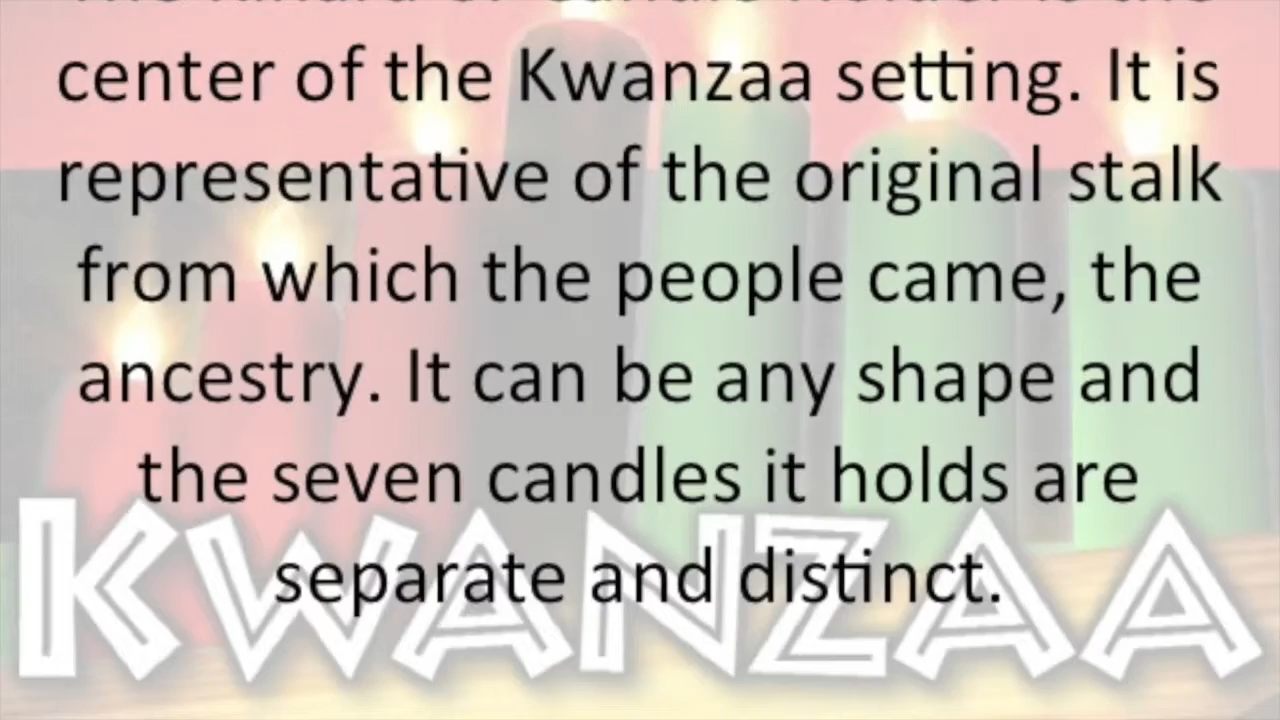 center of the Kwanzaa setting. It is
representative of the original stalk
from which the people came, the
ancestry. It can be any shape and
the seven candles it holds are
separate and distinct.
KWANZAA